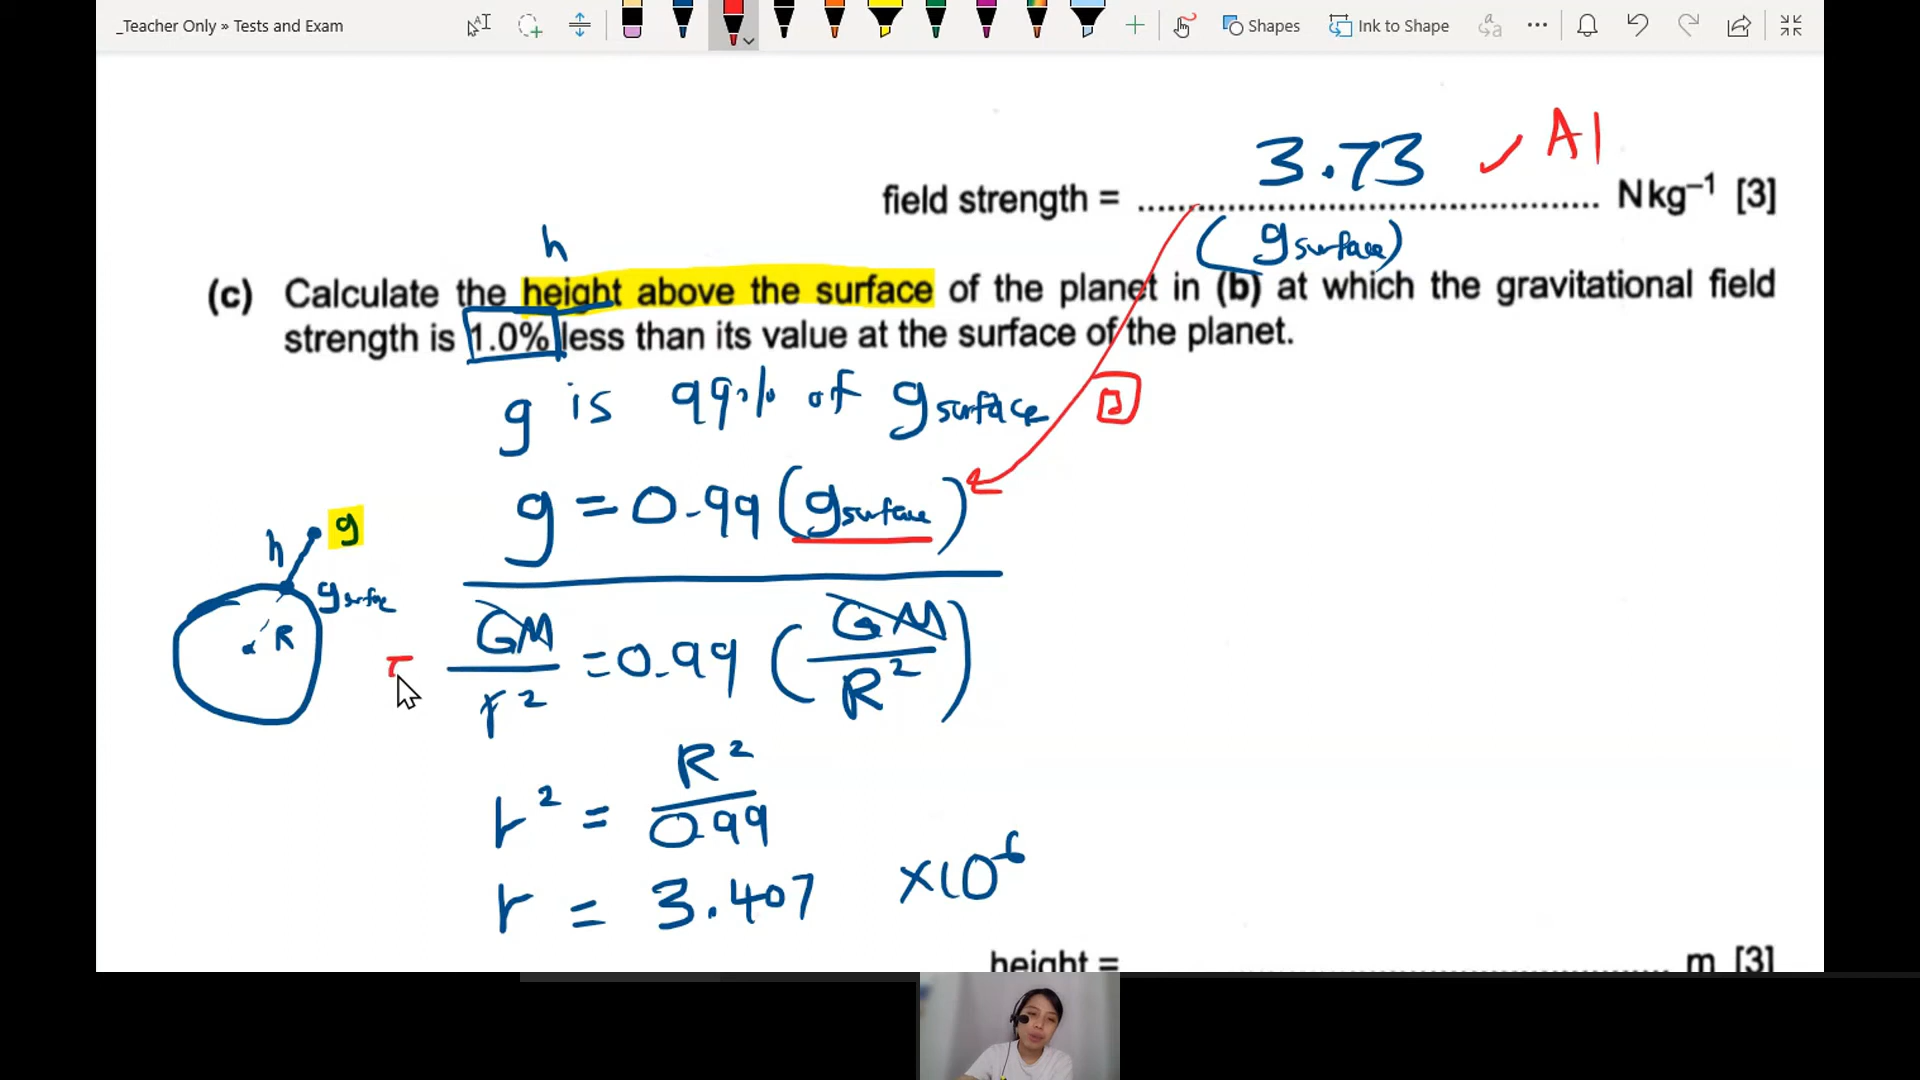 _Teacher Only » Tests and Exam
Shapes
Ink to Shape
3.73 ✓ A1
field strength = ........................................ N kg⁻¹ [3]
(g surface)
h
(c) Calculate the height above the surface of the planet in (b) at which the gravitational field
strength is 1.0% less than its value at the surface of the planet.
g is 99% of g surface
g = 0.99 (g surface)
h
g
g surface
R
GM/r² = 0.99 (GM/R²)
r² = R²/0.99
r = 3.407 ×10⁻⁶
height = ........................................ m [3]